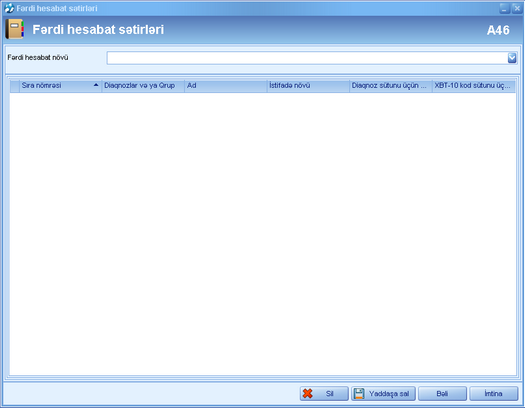 Fərdi hesabat sətirləri
Fərdi hesabat sətirləri A46
Fərdi hesabat növü
Sıra nömrəsi Diaqnozlar və ya Qrup Ad İstifadə növü Diaqnoz sütunu üçün ... XBT-10 kod sütunu üç...
Sil Yaddaşa sal Bəli İmtina